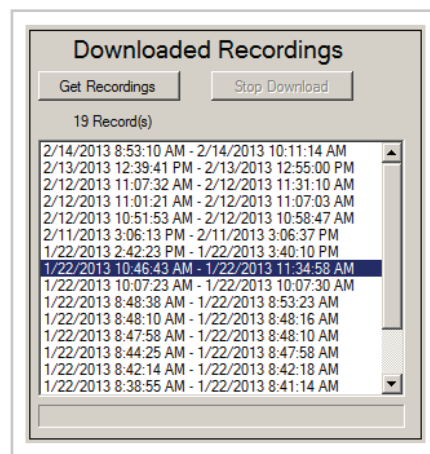 Downloaded Recordings
Get Recordings
Stop Download
19 Record(s)
2/14/2013 8:53:10 AM - 2/14/2013 10:11:14 AM
2/13/2013 12:39:41 PM - 2/13/2013 12:55:00 PM
2/12/2013 11:07:32 AM - 2/12/2013 11:31:10 AM
2/12/2013 11:01:21 AM - 2/12/2013 11:07:03 AM
2/12/2013 10:51:53 AM - 2/12/2013 10:58:47 AM
2/11/2013 3:06:13 PM - 2/11/2013 3:06:37 PM
1/22/2013 2:42:23 PM - 1/22/2013 3:40:10 PM
1/22/2013 10:46:43 AM - 1/22/2013 11:34:58 AM
1/22/2013 10:07:23 AM - 1/22/2013 10:07:30 AM
1/22/2013 8:48:38 AM - 1/22/2013 8:53:23 AM
1/22/2013 8:48:10 AM - 1/22/2013 8:48:16 AM
1/22/2013 8:47:58 AM - 1/22/2013 8:48:10 AM
1/22/2013 8:44:25 AM - 1/22/2013 8:47:58 AM
1/22/2013 8:42:14 AM - 1/22/2013 8:42:18 AM
1/22/2013 8:38:55 AM - 1/22/2013 8:41:14 AM